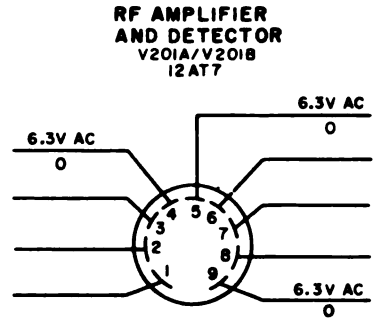 RF AMPLIFIER
AND DETECTOR
V201A/V201B
12AT7
6.3V AC
0
6.3V AC
0
4
5
6
3
7
2
8
1
9
6.3V AC
0